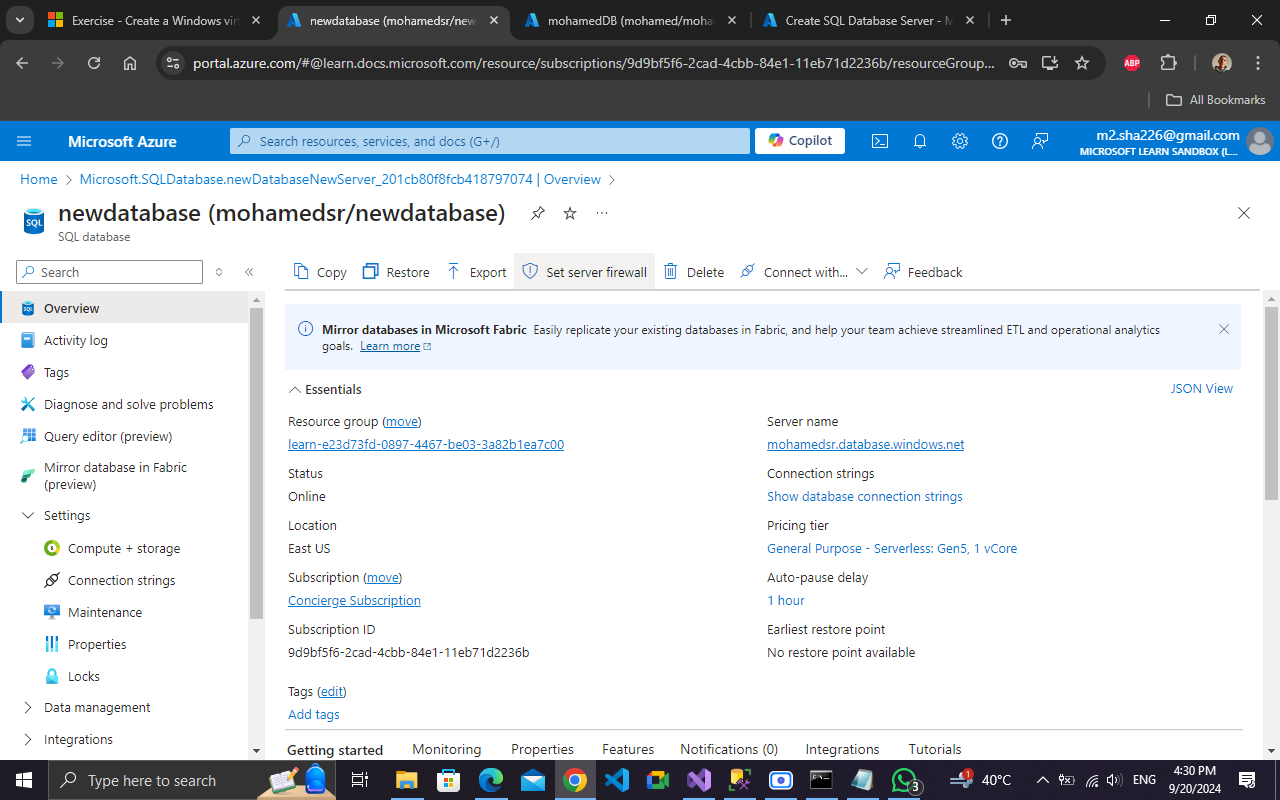 Exercise - Create a Windows vir
newdatabase (mohamedsr/new
mohamedDB (mohamed/moha
Create SQL Database Server - M
portal.azure.com/#@learn.docs.microsoft.com/resource/subscriptions/9d9bf5f6-2cad-4cbb-84e1-11eb71d2236b/resourceGroup...
ABP
All Bookmarks
Microsoft Azure
Search resources, services, and docs (G+/)
Copilot
m2.sha226@gmail.com
MICROSOFT LEARN SANDBOX (L...
Home
Microsoft.SQLDatabase.newDatabaseNewServer_201cb80f8fcb418797074 | Overview
SQL
newdatabase (mohamedsr/newdatabase)
SQL database
Search
Copy
Restore
Export
Set server firewall
Delete
Connect with...
Feedback
Overview
Activity log
Tags
Diagnose and solve problems
Query editor (preview)
Mirror database in Fabric
(preview)
Settings
Compute + storage
Connection strings
Maintenance
Properties
Locks
Data management
Integrations
Mirror databases in Microsoft Fabric Easily replicate your existing databases in Fabric, and help your team achieve streamlined ETL and operational analytics
goals. Learn more
Essentials
JSON View
Resource group (move)
learn-e23d73fd-0897-4467-be03-3a82b1ea7c00
Status
Online
Location
East US
Subscription (move)
Concierge Subscription
Subscription ID
9d9bf5f6-2cad-4cbb-84e1-11eb71d2236b
Server name
mohamedsr.database.windows.net
Connection strings
Show database connection strings
Pricing tier
General Purpose - Serverless: Gen5, 1 vCore
Auto-pause delay
1 hour
Earliest restore point
No restore point available
Tags (edit)
Add tags
Getting started
Monitoring
Properties
Features
Notifications (0)
Integrations
Tutorials
Type here to search
3
1
40°C
ENG
4:30 PM
9/20/2024